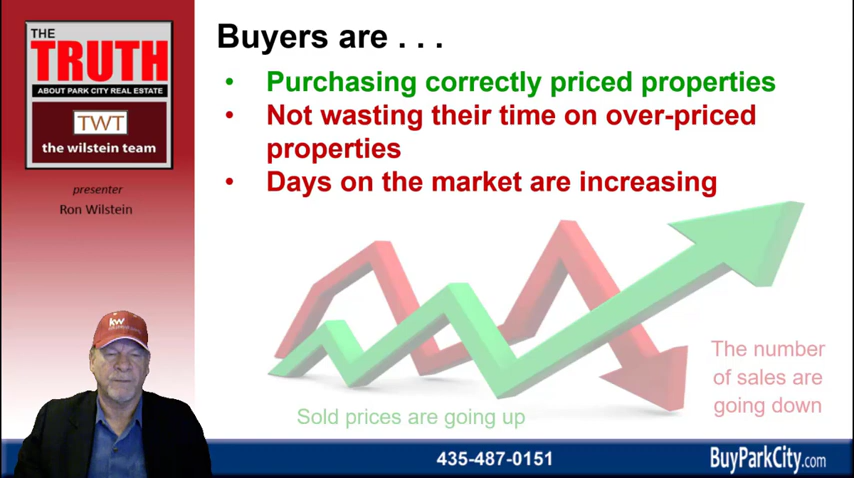 THE
TRUTH
ABOUT PARK CITY REAL ESTATE
TWT
the wilstein team
presenter
Ron Wilstein
Buyers are . . .
• Purchasing correctly priced properties
• Not wasting their time on over-priced
properties
• Days on the market are increasing
The number
of sales are
going down
Sold prices are going up
kw
435-487-0151
BuyParkCity.com